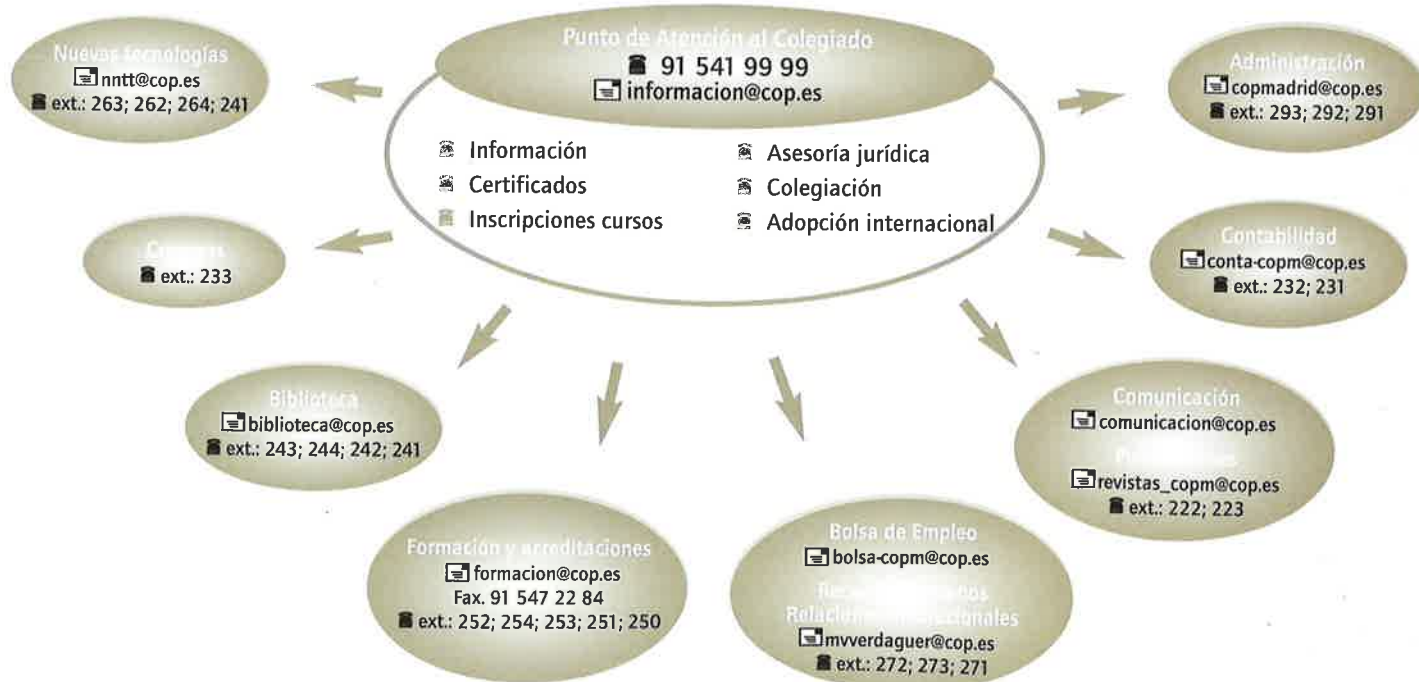 Punto de Atención al Colegiado
91 541 99 99
informacion@cop.es
Información
Certificados
Inscripciones cursos
Asesoría jurídica
Colegiación
Adopción internacional
Nuevas tecnologías
nntt@cop.es
ext.: 263; 262; 264; 241
ext.: 233
Biblioteca
biblioteca@cop.es
ext.: 243; 244; 242; 241
Formación y acreditaciones
formacion@cop.es
Fax. 91 547 22 84
ext.: 252; 254; 253; 251; 250
Bolsa de Empleo
bolsa-copm@cop.es
mvverdaguer@cop.es
ext.: 272; 273; 271
Comunicación
comunicacion@cop.es
revistas_copm@cop.es
ext.: 222; 223
Contabilidad
conta-copm@cop.es
ext.: 232; 231
Administración
copmadrid@cop.es
ext.: 293; 292; 291